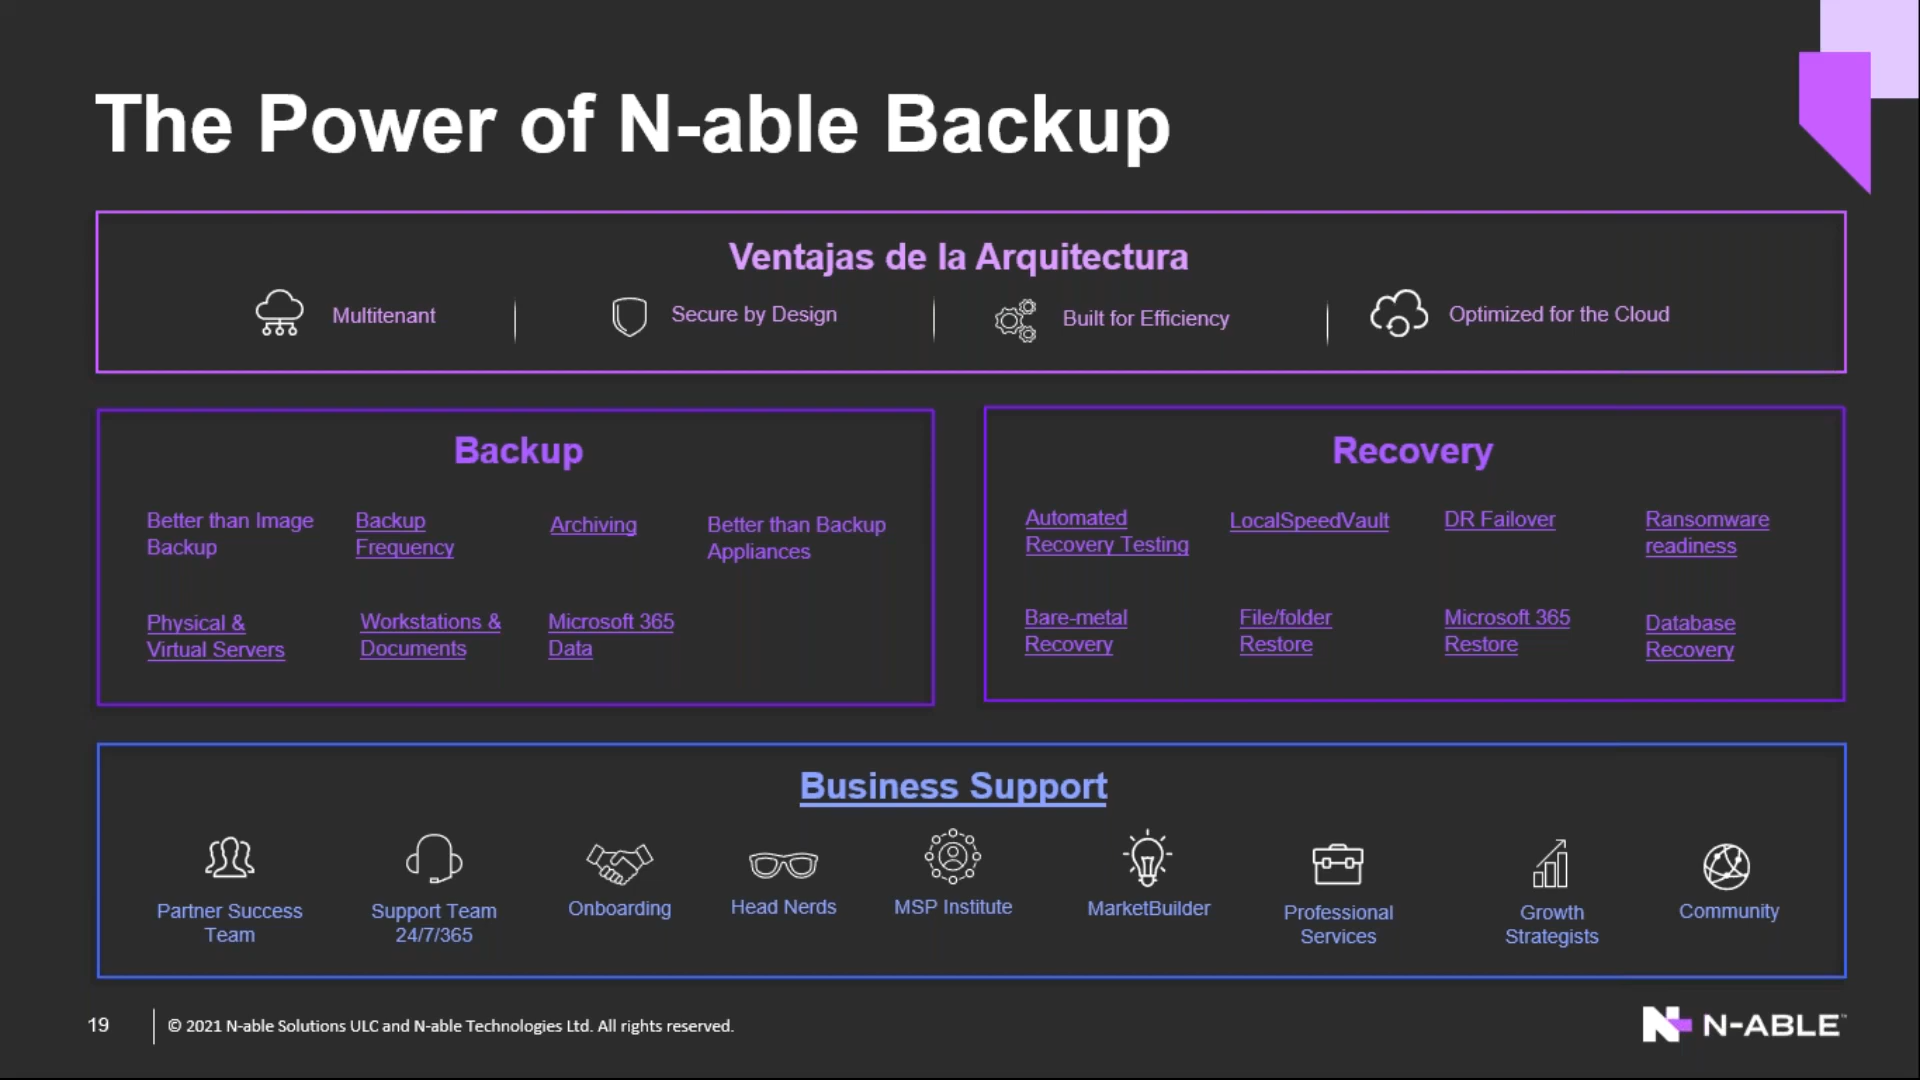 The Power of N-able Backup
Ventajas de la Arquitectura
Multitenant
Secure by Design
Built for Efficiency
Optimized for the Cloud
Backup
Better than Image
Backup
Backup
Frequency
Archiving
Better than Backup
Appliances
Physical &
Virtual Servers
Workstations &
Documents
Microsoft 365
Data
Recovery
Automated
Recovery Testing
LocalSpeedVault
DR Failover
Ransomware
readiness
Bare-metal
Recovery
File/folder
Restore
Microsoft 365
Restore
Database
Recovery
Business Support
Partner Success
Team
Support Team
24/7/365
Onboarding
Head Nerds
MSP Institute
MarketBuilder
Professional
Services
Growth
Strategists
Community
19
© 2021 N-able Solutions ULC and N-able Technologies Ltd. All rights reserved.
N-ABLE™